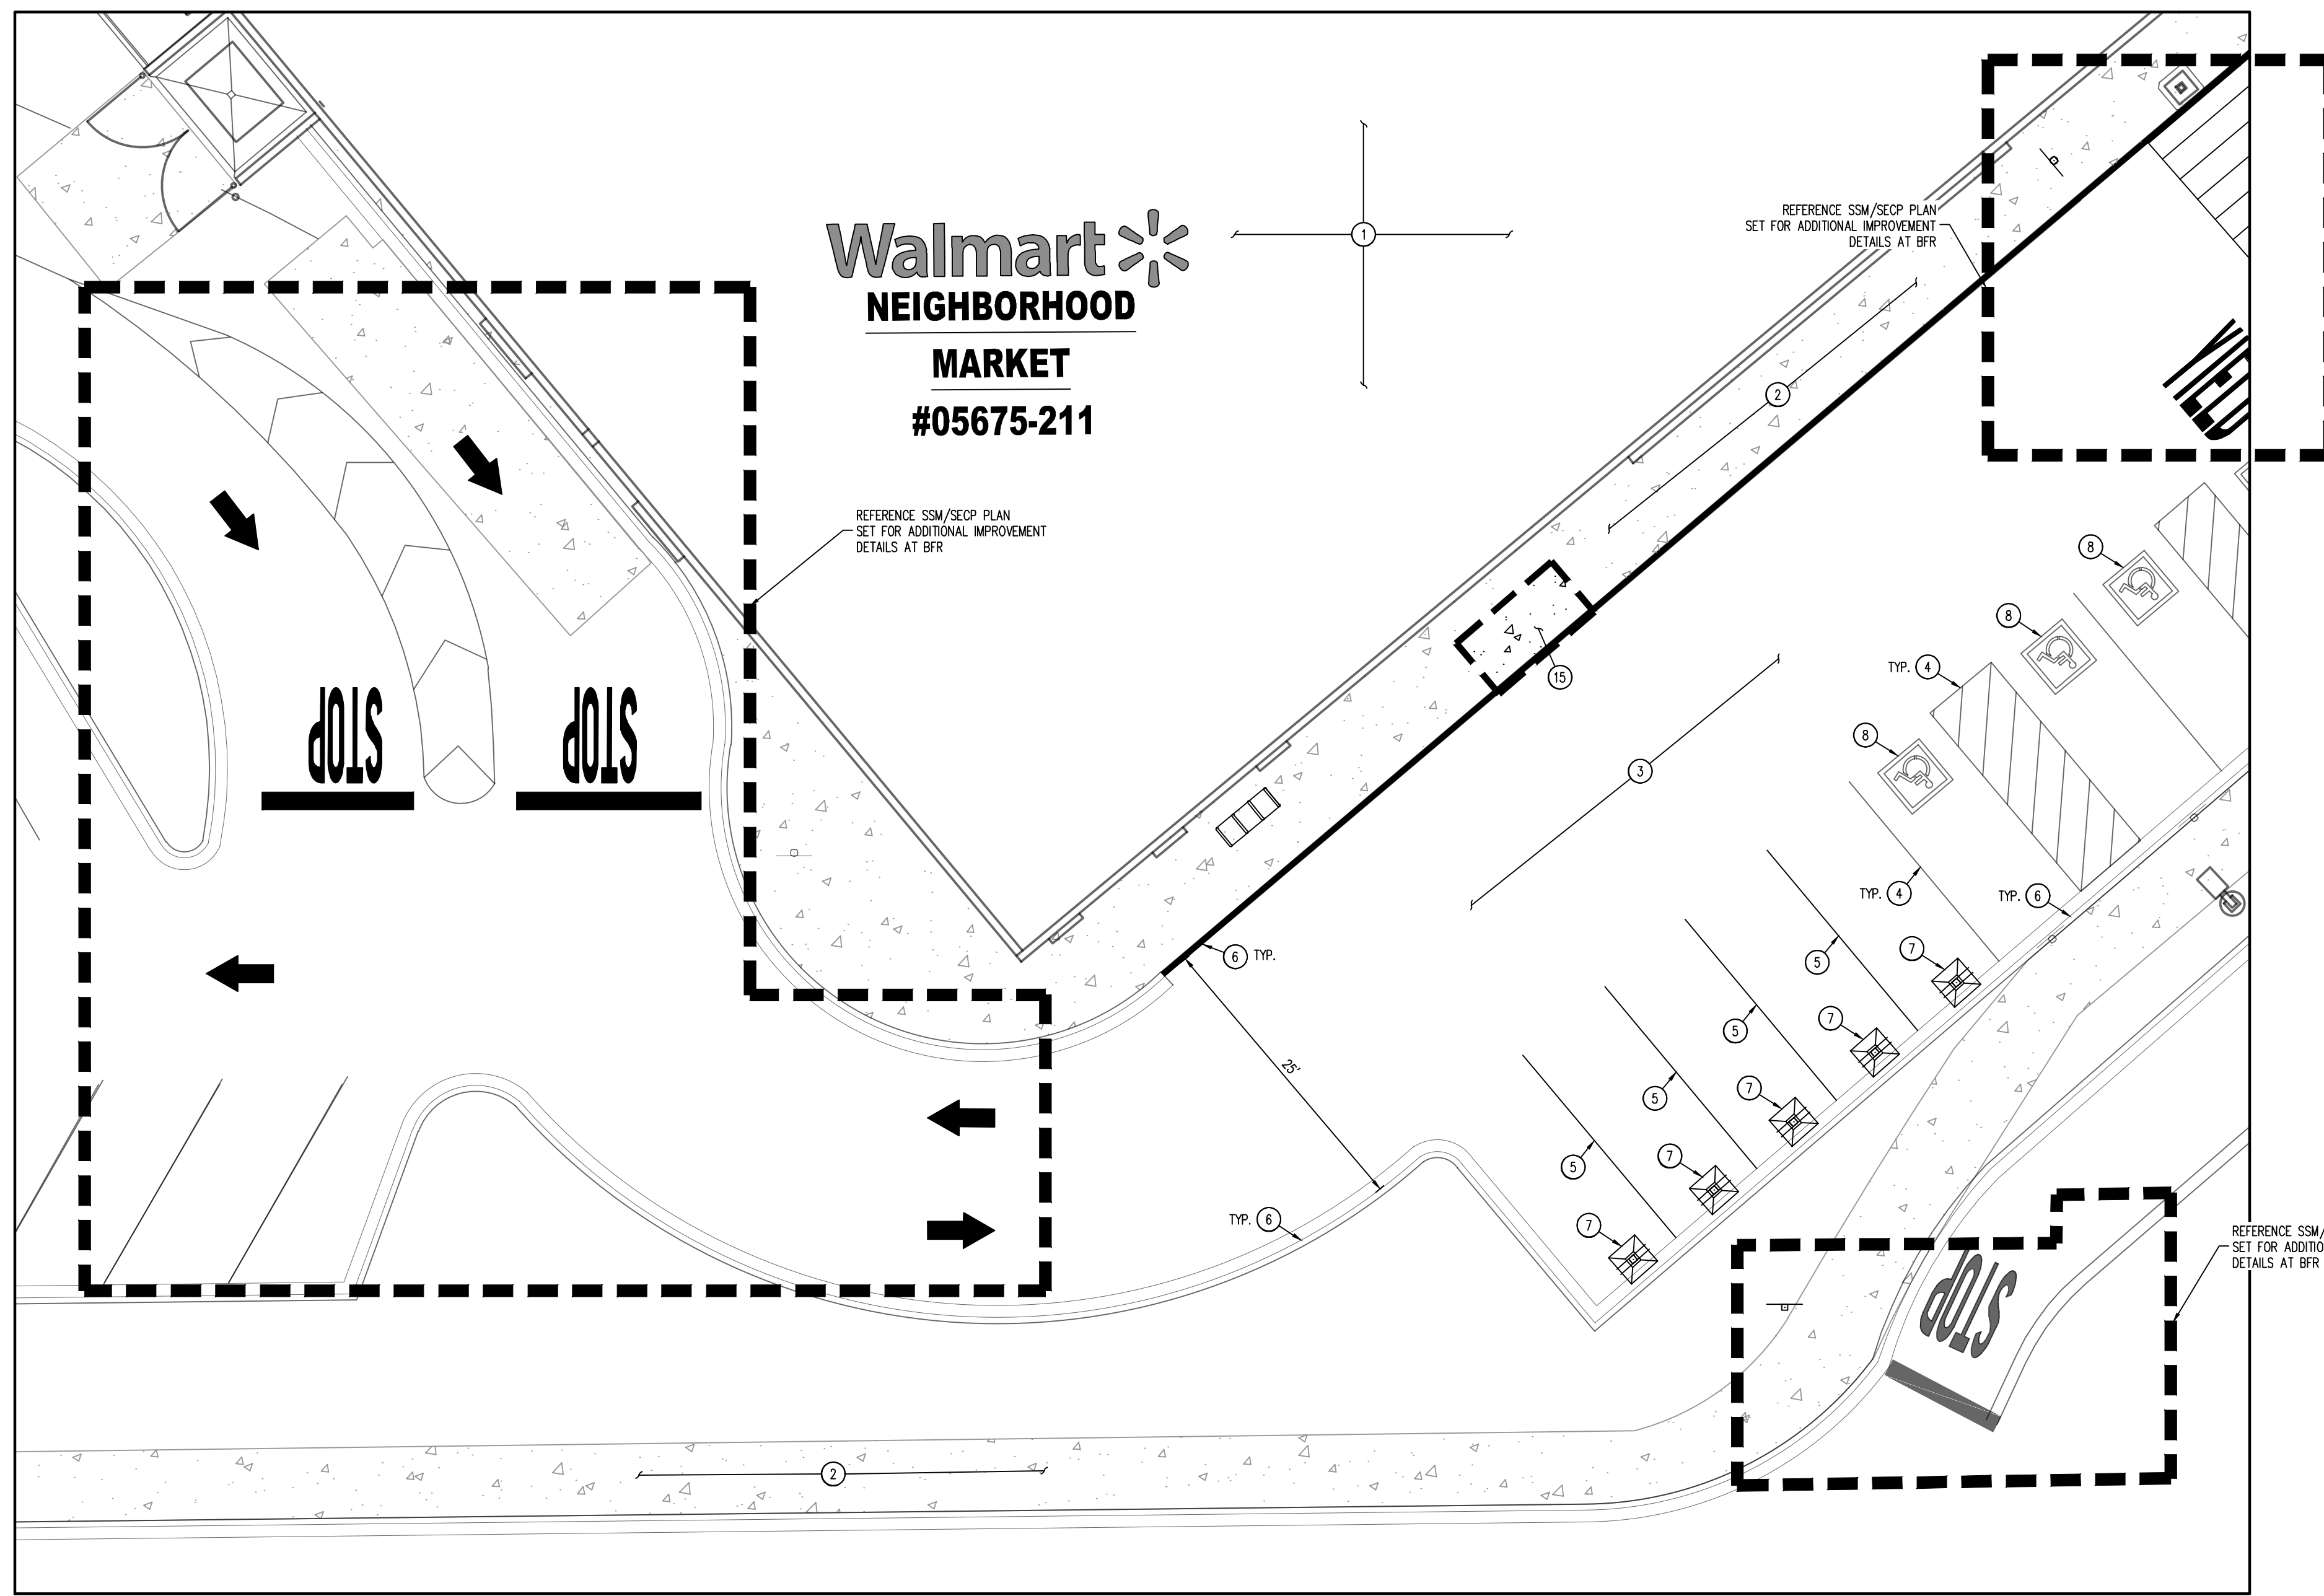 Walmart
NEIGHBORHOOD
MARKET
#05675-211
1
REFERENCE SSM/SECP PLAN
SET FOR ADDITIONAL IMPROVEMENT
DETAILS AT BFR
2
REFERENCE SSM/SECP PLAN
SET FOR ADDITIONAL IMPROVEMENT
DETAILS AT BFR
8
8
TYP. 4
15
8
STOP
STOP
3
TYP. 4
TYP. 6
6 TYP.
5
7
5
7
25'
5
7
5
7
TYP. 6
7
REFERENCE SSM/
SET FOR ADDITIO
DETAILS AT BFR
STOP
2